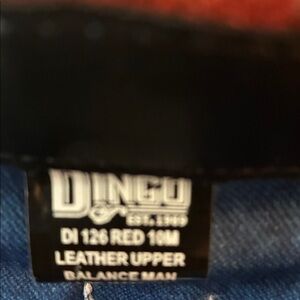 DINGO
EST. 1969
DI 126 RED 10M
LEATHER UPPER
BALANCE MAN